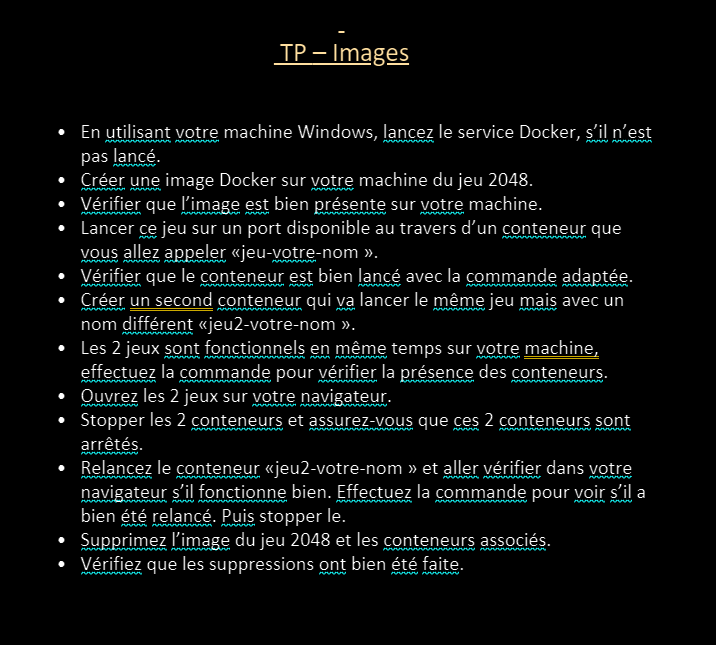 -
TP – Images
• En utilisant votre machine Windows, lancez le service Docker, s’il n’est
pas lancé.
• Créer une image Docker sur votre machine du jeu 2048.
• Vérifier que l’image est bien présente sur votre machine.
• Lancer ce jeu sur un port disponible au travers d’un conteneur que
vous allez appeler «jeu-votre-nom ».
• Vérifier que le conteneur est bien lancé avec la commande adaptée.
• Créer un second conteneur qui va lancer le même jeu mais avec un
nom différent «jeu2-votre-nom ».
• Les 2 jeux sont fonctionnels en même temps sur votre machine,
effectuez la commande pour vérifier la présence des conteneurs.
• Ouvrez les 2 jeux sur votre navigateur.
• Stopper les 2 conteneurs et assurez-vous que ces 2 conteneurs sont
arrêtés.
• Relancez le conteneur «jeu2-votre-nom » et aller vérifier dans votre
navigateur s’il fonctionne bien. Effectuez la commande pour voir s’il a
bien été relancé. Puis stopper le.
• Supprimez l’image du jeu 2048 et les conteneurs associés.
• Vérifiez que les suppressions ont bien été faite.